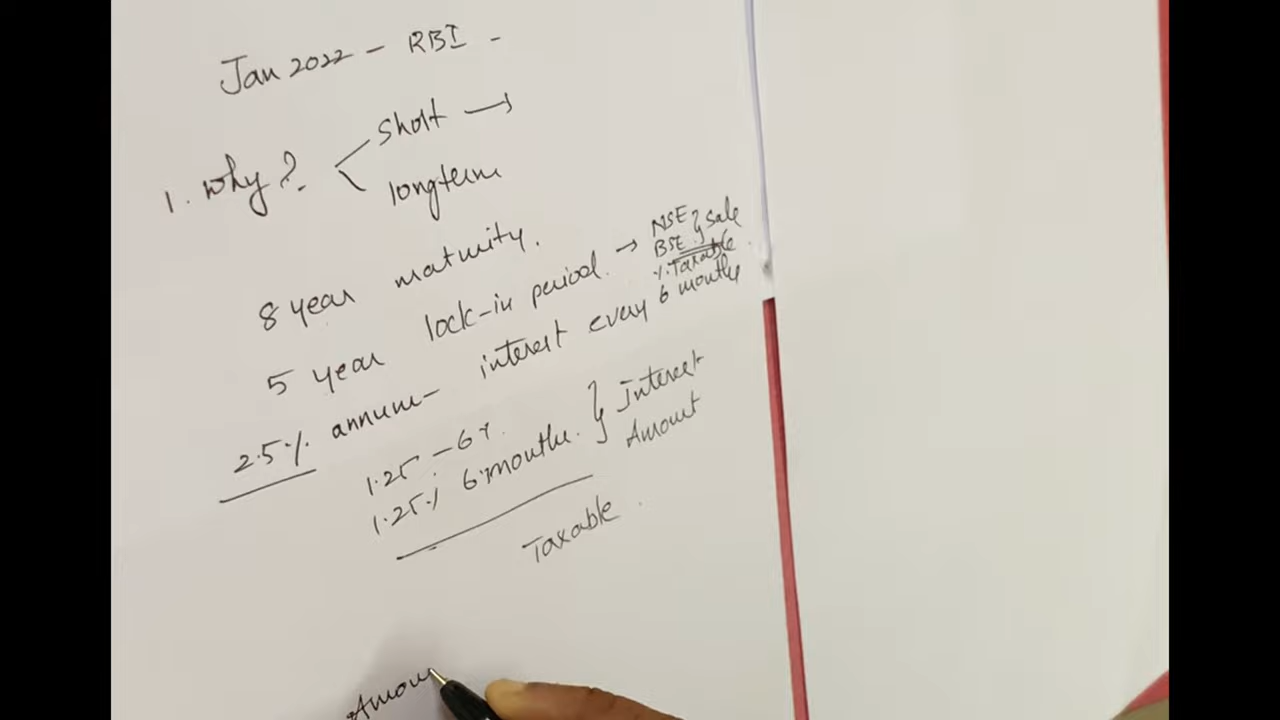 Jan 2022 - RBI -
1. Why?
Short →
longterm
8 year maturity.
5 year lock-in period. → NSE } Sale
BSE
%. Taxable
2.5% annum- interest every 6 months
1.25 - 6
1.25% 6 months. } Interest
Amount
Taxable.
Amoun